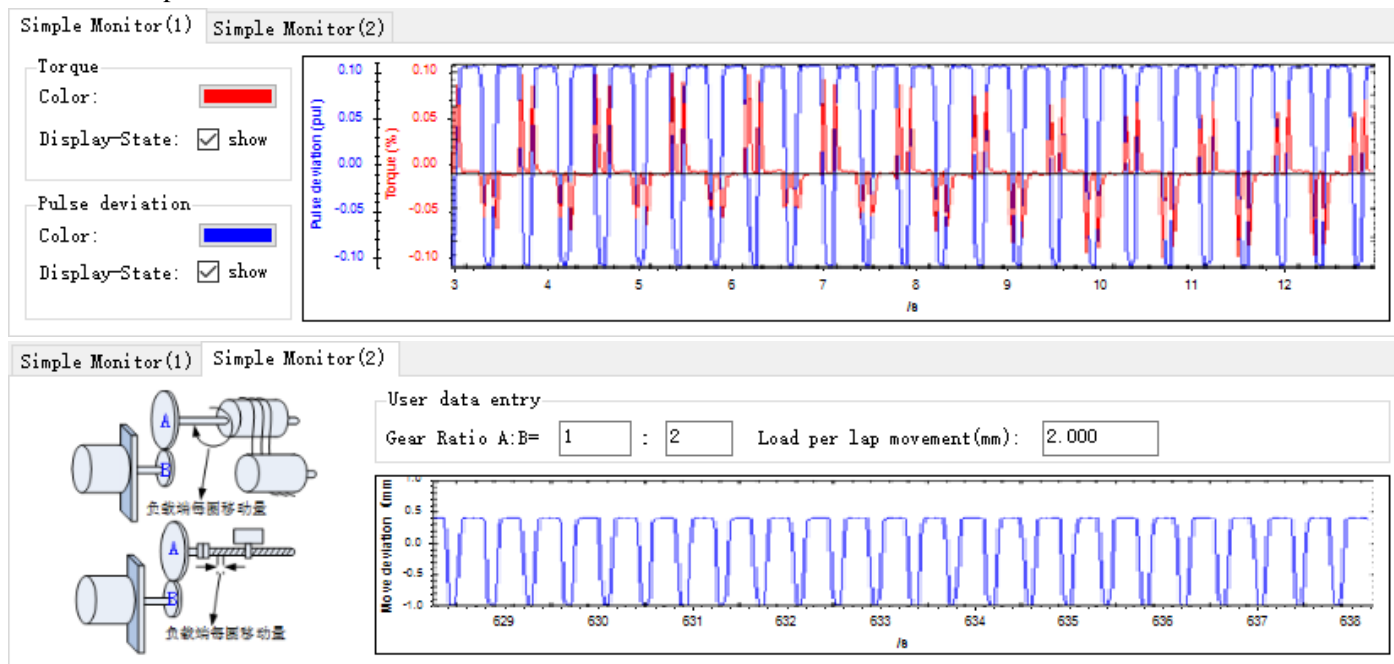 Simple Monitor(1) Simple Monitor(2)
Torque
Color:
Display-State: show
Pulse deviation
Color:
Display-State: show
Pulse deviation (pul)
0.10
0.05
0.00
-0.05
-0.10
Torque (%)
0.10
0.05
0.00
-0.05
-0.10
3 4 5 6 7 8 9 10 11 12
/s
Simple Monitor(1) Simple Monitor(2)
A
B
负载端每圈移动量
A
B
负载端每圈移动量
User data entry
Gear Ratio A:B= 1 : 2 Load per lap movement(mm): 2.000
Move deviation (mm
1.0
0.5
0.0
-0.5
-1.0
629 630 631 632 633 634 635 636 637 638
/s